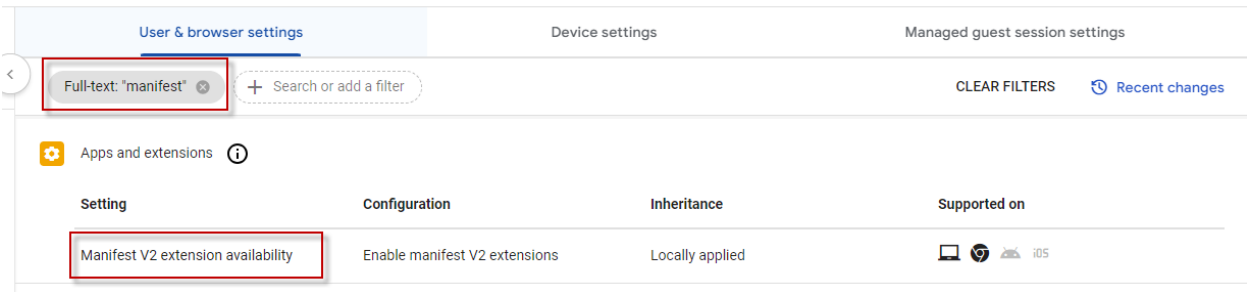 User & browser settings
Device settings
Managed guest session settings
Full-text: "manifest"
Search or add a filter
CLEAR FILTERS
Recent changes
Apps and extensions
Setting
Configuration
Inheritance
Supported on
Manifest V2 extension availability
Enable manifest V2 extensions
Locally applied
iOS